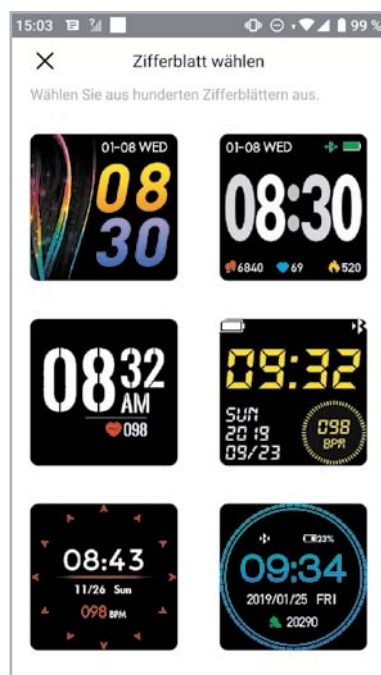 15:03 99 %
Zifferblatt wählen
Wählen Sie aus hunderten Zifferblättern aus.
01-08 WED
08
30
01-08 WED
08:30
6840 69 520
08 32
AM
098
09:32
SUN
2019
09/23
098
BPM
08:43
11/26 Sun
098 BPM
23%
09:34
2019/01/25 FRI
20290